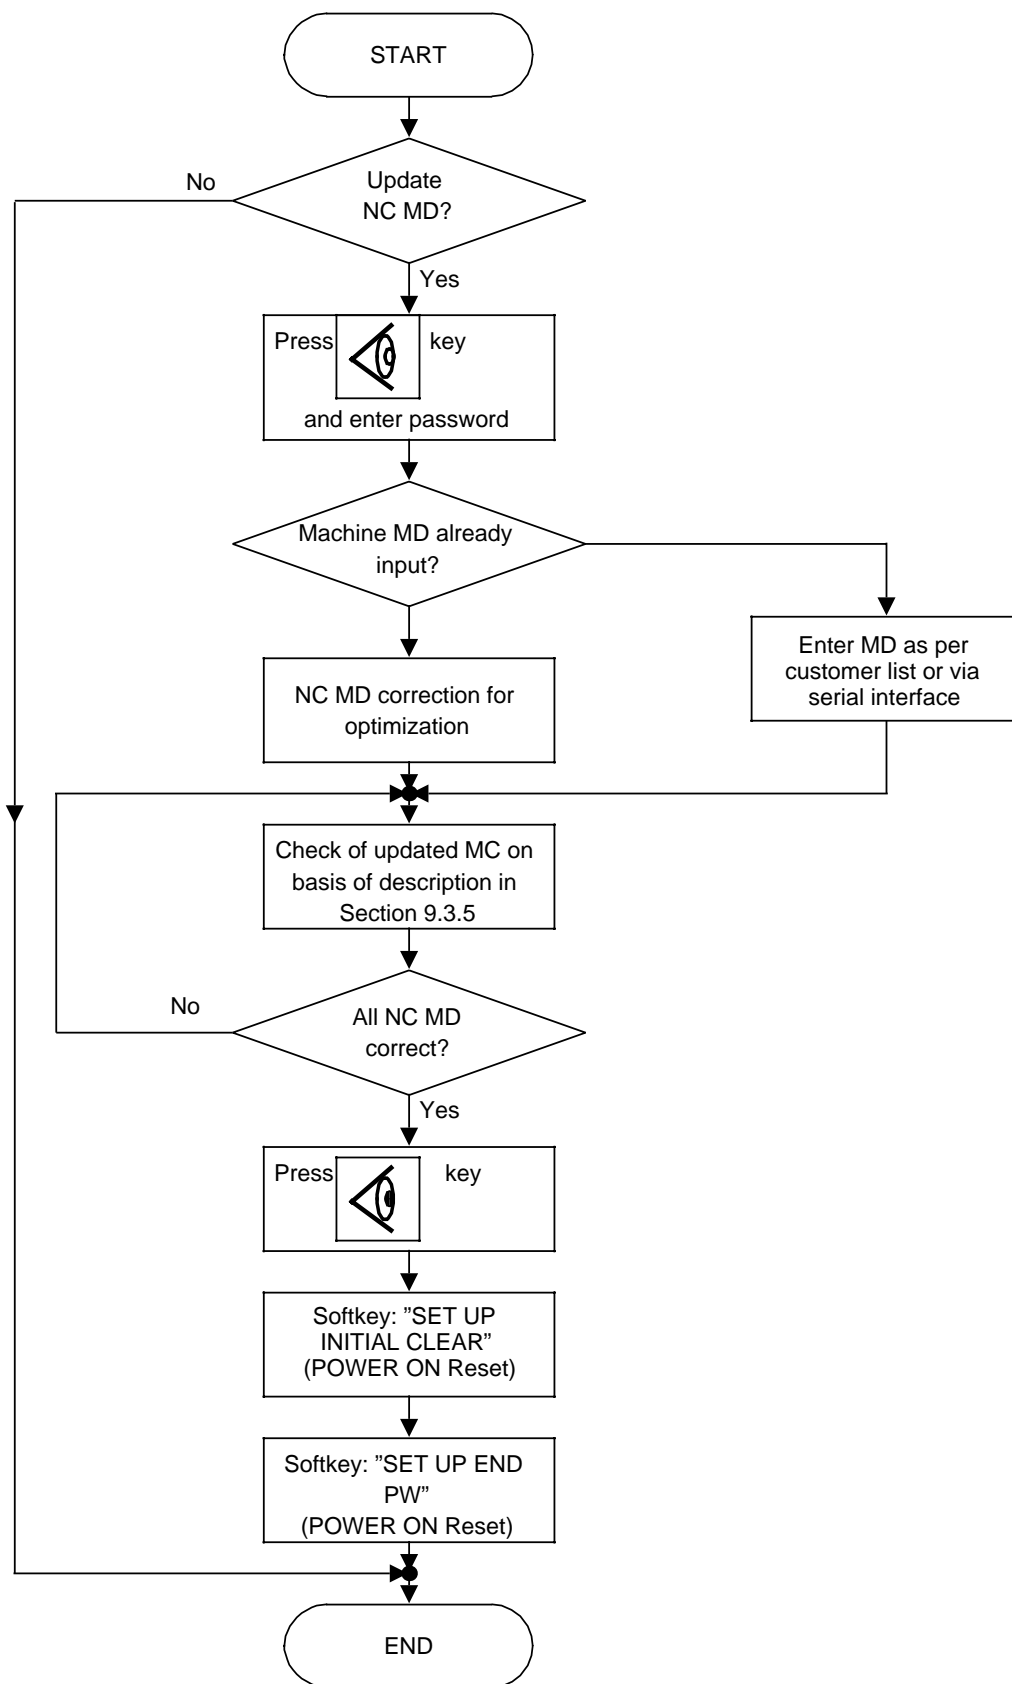 START
No
Update
NC MD?
Yes
Press key
and enter password
Machine MD already
input?
Enter MD as per
customer list or via
serial interface
NC MD correction for
optimization
Check of updated MC on
basis of description in
Section 9.3.5
No
All NC MD
correct?
Yes
Press key
Softkey: ”SET UP
INITIAL CLEAR”
(POWER ON Reset)
Softkey: ”SET UP END
PW”
(POWER ON Reset)
END